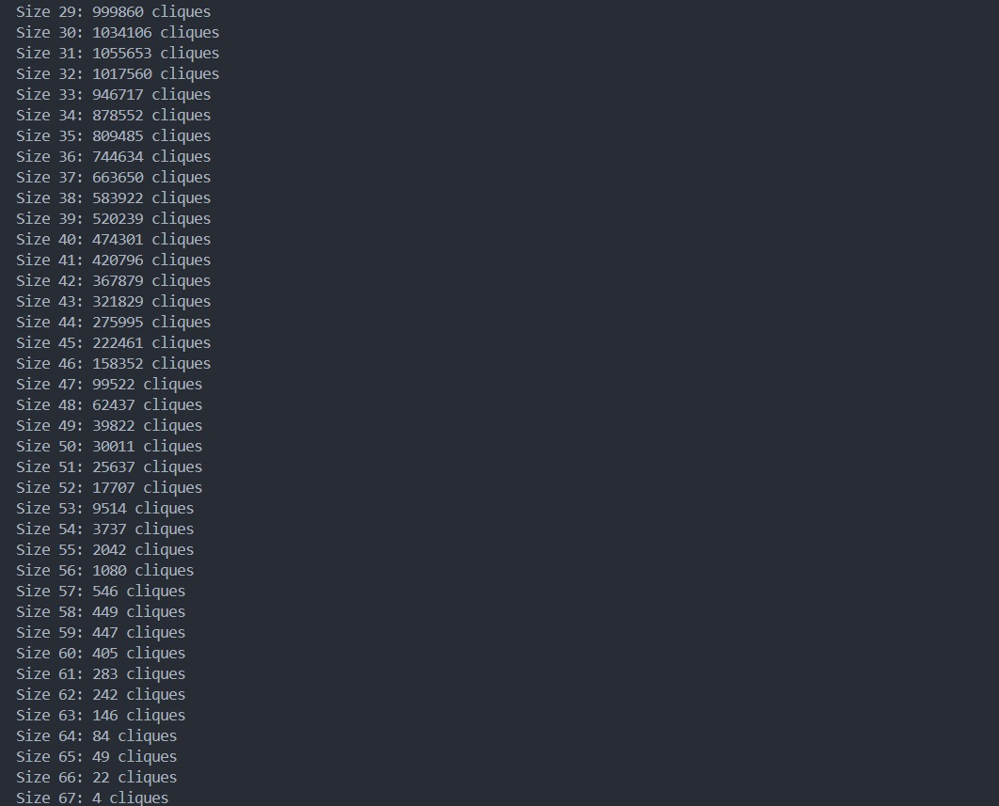 Size 29: 999860 cliques
Size 30: 1034106 cliques
Size 31: 1055653 cliques
Size 32: 1017560 cliques
Size 33: 946717 cliques
Size 34: 878552 cliques
Size 35: 809485 cliques
Size 36: 744634 cliques
Size 37: 663650 cliques
Size 38: 583922 cliques
Size 39: 520239 cliques
Size 40: 474301 cliques
Size 41: 420796 cliques
Size 42: 367879 cliques
Size 43: 321829 cliques
Size 44: 275995 cliques
Size 45: 222461 cliques
Size 46: 158352 cliques
Size 47: 99522 cliques
Size 48: 62437 cliques
Size 49: 39822 cliques
Size 50: 30011 cliques
Size 51: 25637 cliques
Size 52: 17707 cliques
Size 53: 9514 cliques
Size 54: 3737 cliques
Size 55: 2042 cliques
Size 56: 1080 cliques
Size 57: 546 cliques
Size 58: 449 cliques
Size 59: 447 cliques
Size 60: 405 cliques
Size 61: 283 cliques
Size 62: 242 cliques
Size 63: 146 cliques
Size 64: 84 cliques
Size 65: 49 cliques
Size 66: 22 cliques
Size 67: 4 cliques